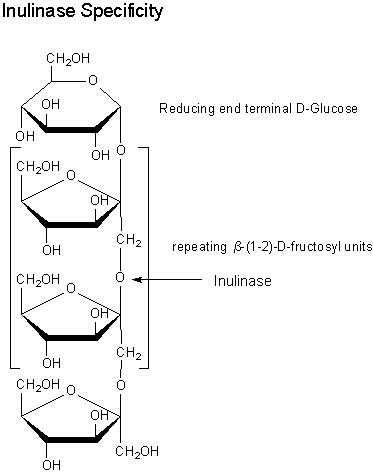 Inulinase Specificity
CH₂OH
O
OH
Reducing end terminal D-Glucose
OH
OH
O
CH₂OH
O
OH
CH₂
repeating β-(1-2)-D-fructosyl units
OH
O
Inulinase
CH₂OH
O
OH
CH₂
OH
CH₂OH
O
O
OH
CH₂OH
OH